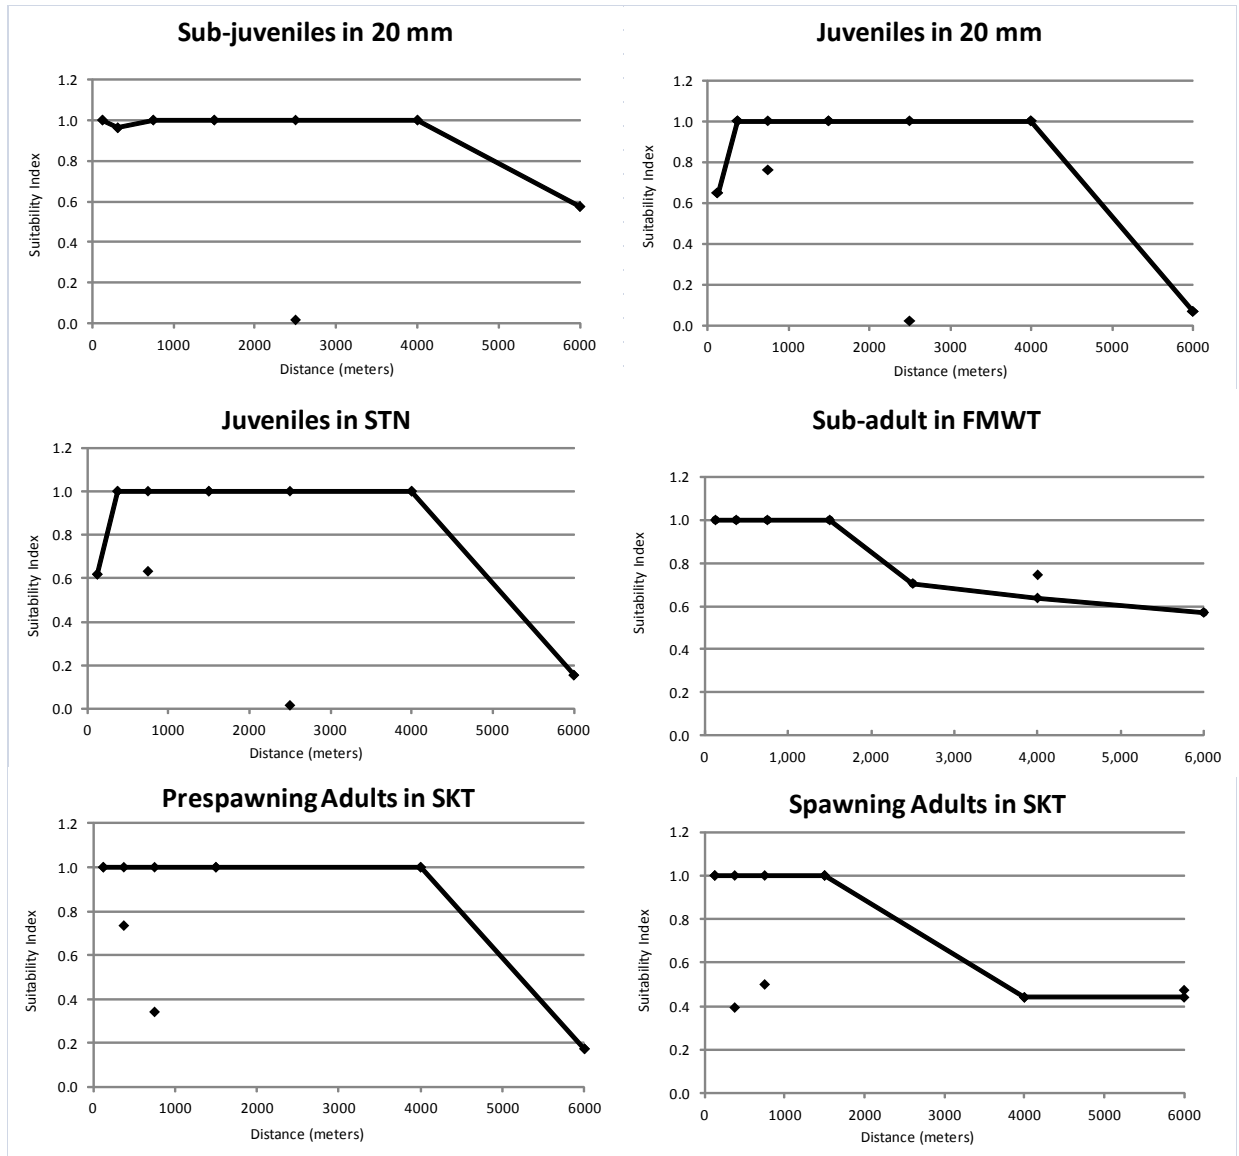 Sub-juveniles in 20 mm
1.2
1.0
0.8
0.6
0.4
0.2
0.0
0 1000 2000 3000 4000 5000 6000
Suitability Index
Distance (meters)
Juveniles in 20 mm
1.2
1.0
0.8
0.6
0.4
0.2
0.0
0 1000 2000 3000 4000 5000 6000
Suitability Index
Distance (meters)
Juveniles in STN
1.2
1.0
0.8
0.6
0.4
0.2
0.0
0 1000 2000 3000 4000 5000 6000
Suitability Index
Distance (meters)
Sub-adult in FMWT
1.2
1.0
0.8
0.6
0.4
0.2
0.0
0 1,000 2,000 3,000 4,000 5,000 6,000
Suitability Index
Prespawning Adults in SKT
1.2
1.0
0.8
0.6
0.4
0.2
0.0
0 1000 2000 3000 4000 5000 6000
Suitability Index
Distance (meters)
Spawning Adults in SKT
1.2
1.0
0.8
0.6
0.4
0.2
0.0
0 1000 2000 3000 4000 5000 6000
Suitability Index
Distance (meters)